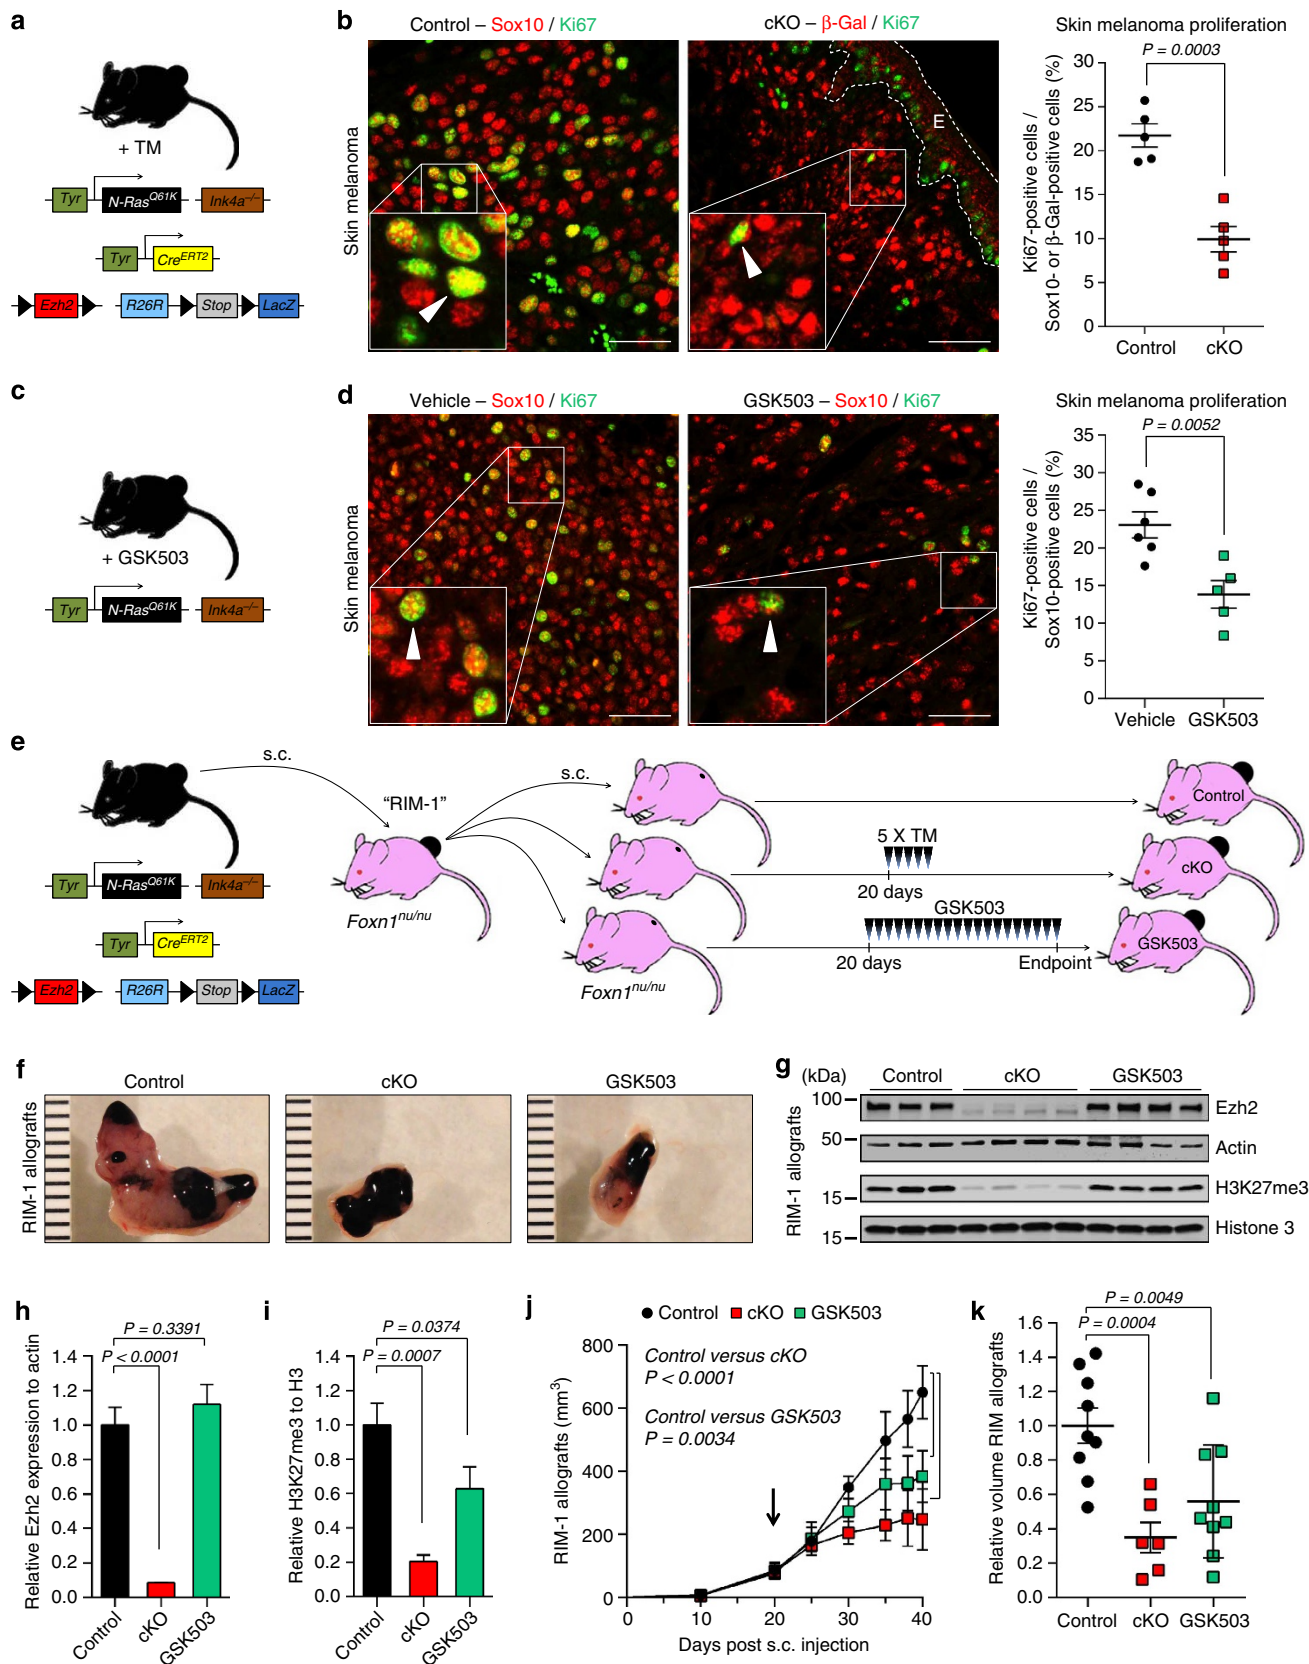 a
+ TM
Tyr N-Ras^Q61K Ink4a^–/–
Tyr Cre^ERT2
Ezh2 R26R Stop LacZ
b
Control – Sox10 / Ki67
cKO – β-Gal / Ki67
Skin melanoma
E
Skin melanoma proliferation
P = 0.0003
Ki67-positive cells /
Sox10- or β-Gal-positive cells (%)
30
25
20
15
10
5
0
Control cKO
c
+ GSK503
Tyr N-Ras^Q61K Ink4a^–/–
d
Vehicle – Sox10 / Ki67
GSK503 – Sox10 / Ki67
Skin melanoma
Skin melanoma proliferation
P = 0.0052
Ki67-positive cells /
Sox10-positive cells (%)
35
30
25
20
15
10
5
0
Vehicle GSK503
e
s.c.
"RIM-1"
s.c.
Tyr N-Ras^Q61K Ink4a^–/–
Tyr Cre^ERT2
Ezh2 R26R Stop LacZ
Foxn1^nu/nu
Foxn1^nu/nu
5 X TM
20 days
GSK503
20 days
Endpoint
Control
cKO
GSK503
f
Control cKO GSK503
RIM-1 allografts
g
(kDa) Control cKO GSK503
RIM-1 allografts
100 Ezh2
50 Actin
15 H3K27me3
15 Histone 3
h
P = 0.3391
P < 0.0001
Relative Ezh2 expression to actin
1.4
1.2
1.0
0.8
0.6
0.4
0.2
0.0
Control cKO GSK503
i
P = 0.0374
P = 0.0007
Relative H3K27me3 to H3
1.4
1.2
1.0
0.8
0.6
0.4
0.2
0.0
Control cKO GSK503
j
Control cKO GSK503
Control versus cKO
P < 0.0001
Control versus GSK503
P = 0.0034
RIM-1 allografts (mm³)
800
600
400
200
0
0 10 20 30 40
Days post s.c. injection
k
P = 0.0049
P = 0.0004
Relative volume RIM allografts
1.6
1.4
1.2
1.0
0.8
0.6
0.4
0.2
0.0
Control cKO GSK503